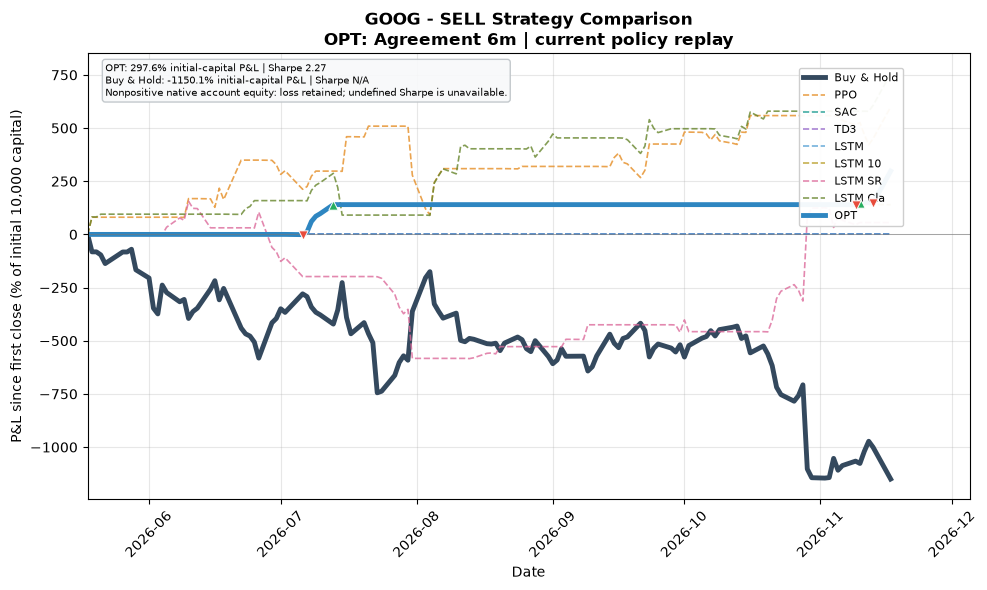 GOOG - SELL Strategy Comparison
OPT: Agreement 6m | current policy replay
OPT: 297.6% initial-capital P&L | Sharpe 2.27
Buy & Hold: -1150.1% initial-capital P&L | Sharpe N/A
Nonpositive native account equity: loss retained; undefined Sharpe is unavailable.
Buy & Hold
PPO
SAC
TD3
LSTM
LSTM 10
LSTM SR
LSTM Cla
OPT
P&L since first close (% of initial 10,000 capital)
750
500
250
0
−250
−500
−750
−1000
2026-06
2026-07
2026-08
2026-09
2026-10
2026-11
2026-12
Date